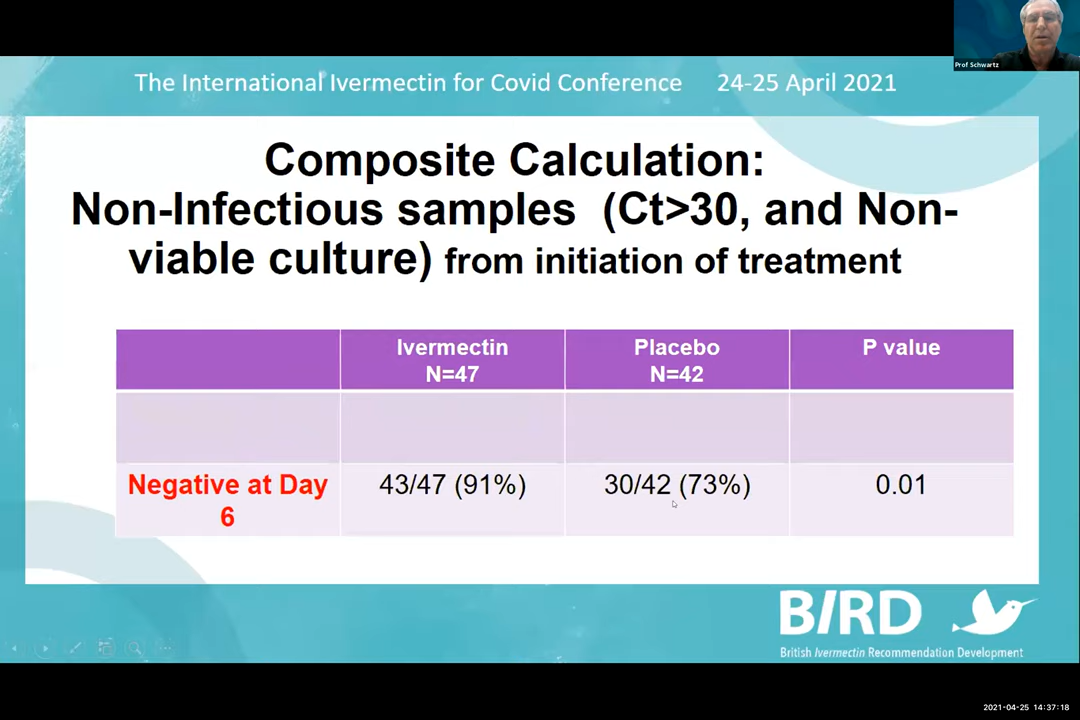 Prof Schwartz
The International Ivermectin for Covid Conference 24-25 April 2021
Composite Calculation:
Non-Infectious samples (Ct>30, and Non-
viable culture) from initiation of treatment
Ivermectin Placebo P value
N=47 N=42
Negative at Day 43/47 (91%) 30/42 (73%) 0.01
6
BIRD
British Ivermectin Recommendation Development
2021-04-25 14:37:18